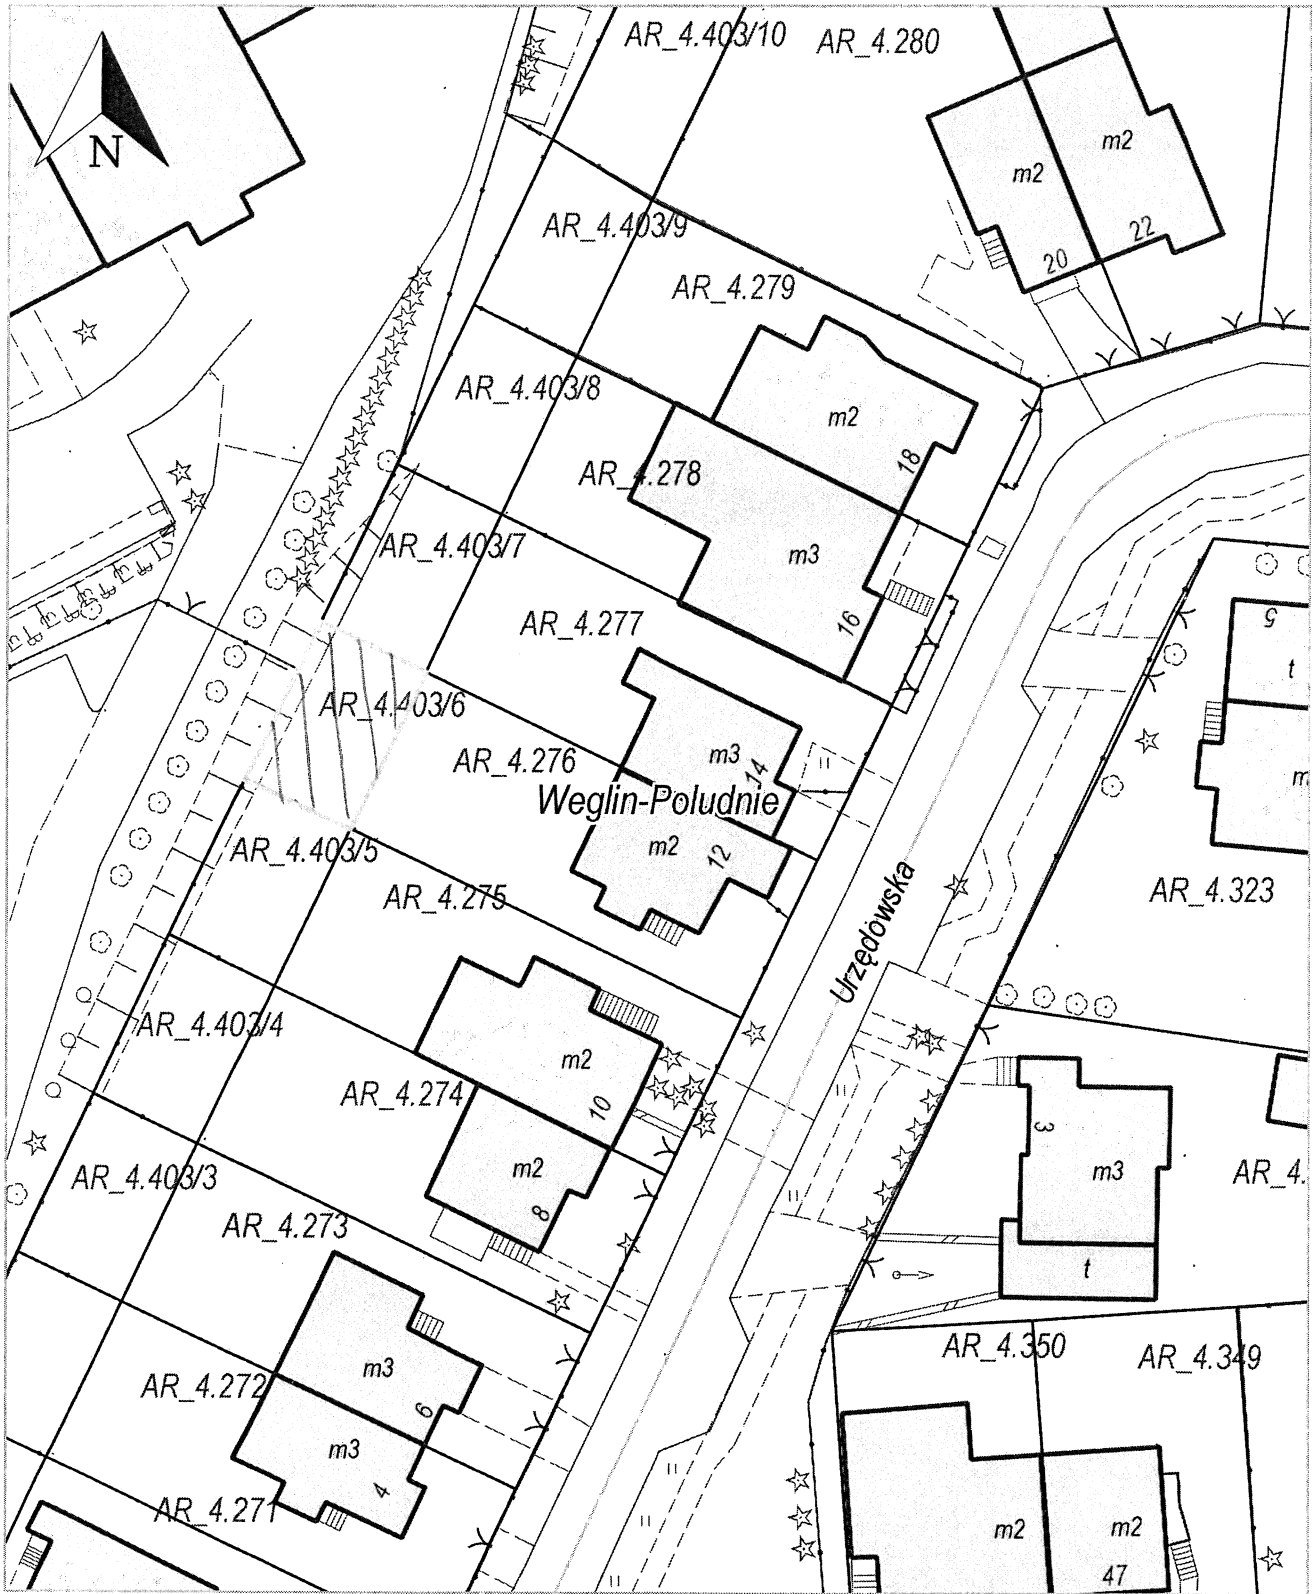 AR_4.403/10 AR_4.280
N
m2
m2
22
20
AR_4.403/9
AR_4.279
AR_4.403/8
m2
18
AR_4.278
AR_4.403/7
m3
16
AR_4.277
5
t
AR_4.403/6
AR_4.276
m3
14
m
Weglin-Poludnie
m2
12
AR_4.403/5
AR_4.275
Urzędowska
AR_4.323
AR_4.403/4
m2
10
AR_4.274
3
m3
AR_4.
m2
8
AR_4.403/3
AR_4.273
t
AR_4.350
AR_4.349
m3
6
AR_4.272
m3
4
AR_4.271
m2
m2
47